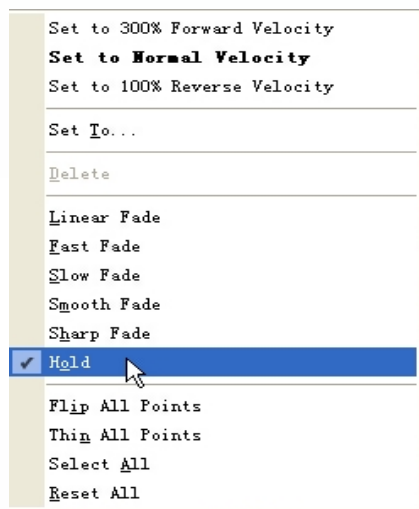 Set to 300% Forward Velocity
Set to Normal Velocity
Set to 100% Reverse Velocity
Set To...
Delete
Linear Fade
Fast Fade
Slow Fade
Smooth Fade
Sharp Fade
Hold
Flip All Points
Thin All Points
Select All
Reset All